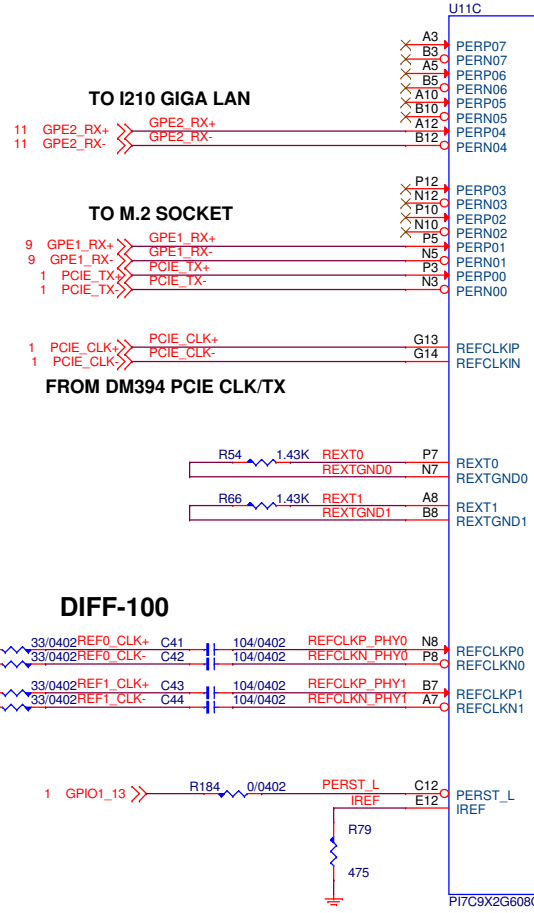 U11C
A3 PERP07
B3 PERN07
A5 PERP06
B5 PERN06
A10 PERP05
B10 PERN05
TO I210 GIGA LAN
11 GPE2_RX+ GPE2_RX+ A12 PERP04
11 GPE2_RX- GPE2_RX- B12 PERN04
P12 PERP03
N12 PERN03
P10 PERP02
N10 PERN02
TO M.2 SOCKET
9 GPE1_RX+ GPE1_RX+ P5 PERP01
9 GPE1_RX- GPE1_RX- N5 PERN01
1 PCIE_TX+ PCIE_TX+ P3 PERP00
1 PCIE_TX- PCIE_TX- N3 PERN00
1 PCIE_CLK+ PCIE_CLK+ G13 REFCLKIP
1 PCIE_CLK- PCIE_CLK- G14 REFCLKIN
FROM DM394 PCIE CLK/TX
R54 1.43K REXT0 P7 REXT0
REXTGND0 N7 REXTGND0
R66 1.43K REXT1 A8 REXT1
REXTGND1 B8 REXTGND1
DIFF-100
33/0402 REF0_CLK+ C41 104/0402 REFCLKP_PHY0 N8 REFCLKP0
33/0402 REF0_CLK- C42 104/0402 REFCLKN_PHY0 P8 REFCLKN0
33/0402 REF1_CLK+ C43 104/0402 REFCLKP_PHY1 B7 REFCLKP1
33/0402 REF1_CLK- C44 104/0402 REFCLKN_PHY1 A7 REFCLKN1
1 GPIO1_13 R184 0/0402 PERST_L C12 PERST_L
IREF E12 IREF
R79
475